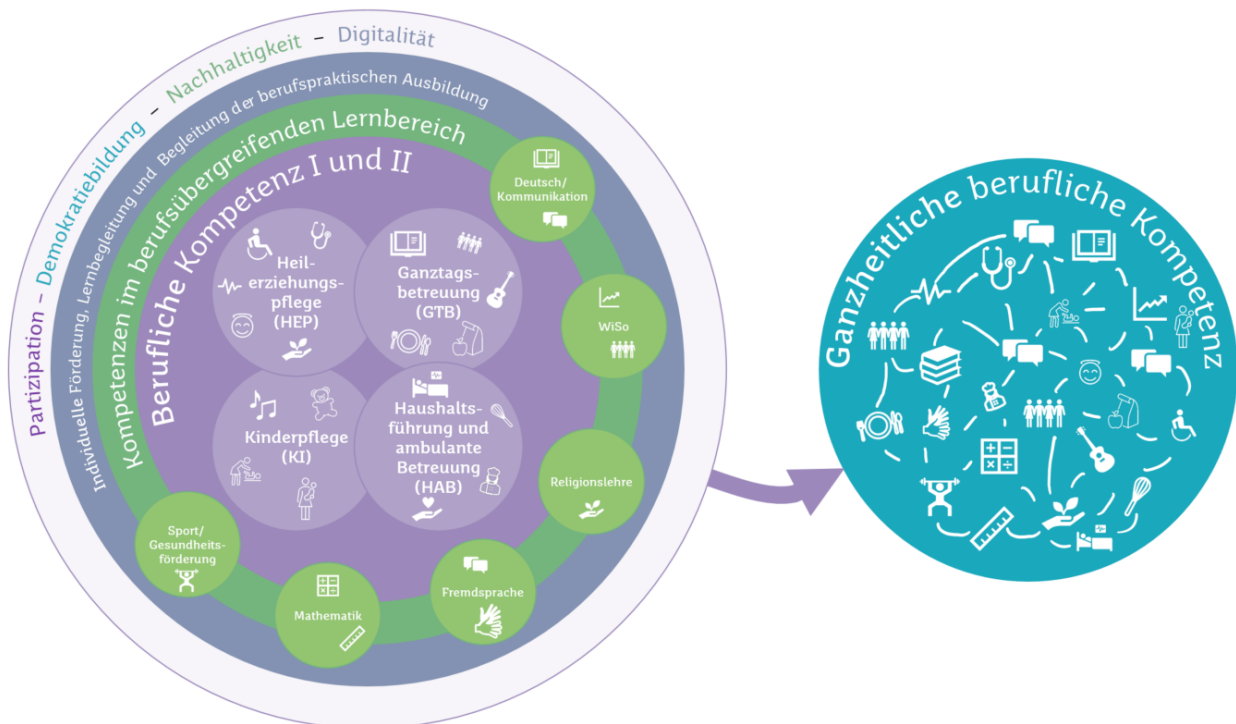 Partizipation – Demokratiebildung – Nachhaltigkeit – Digitalität
Individuelle Förderung, Lernbegleitung und Begleitung der berufspraktischen Ausbildung
Kompetenzen im berufsübergreifenden Lernbereich
Berufliche Kompetenz I und II
Heil-
erziehungs-
pflege
(HEP)
Ganztags-
betreuung
(GTB)
Kinderpflege
(KI)
Haushalts-
führung und
ambulante
Betreuung
(HAB)
Deutsch/
Kommunikation
WiSo
Religionslehre
Fremdsprache
Mathematik
Sport/
Gesundheits-
förderung
Ganzheitliche berufliche Kompetenz